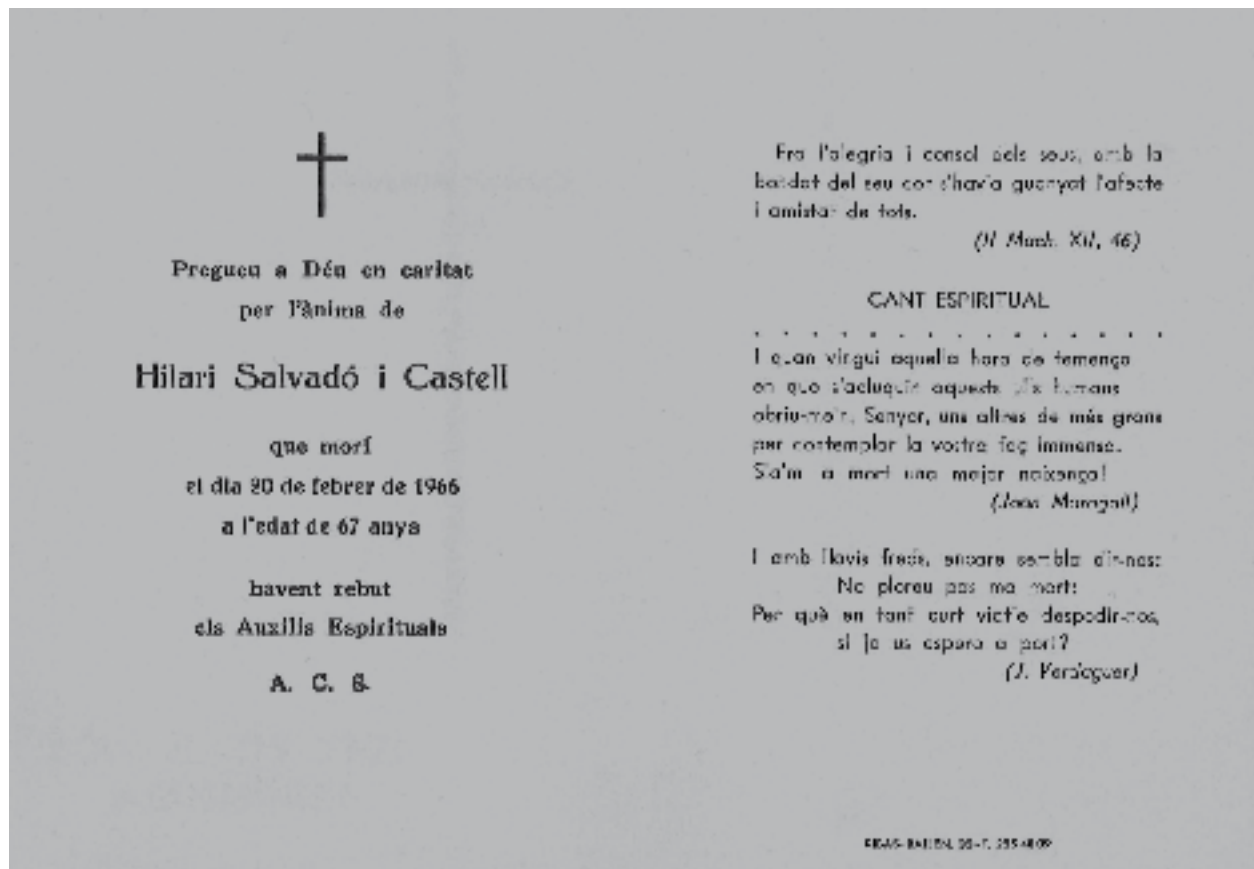 Pregueu a Déu en caritat
per l'ànima de
Hilari Salvadó i Castell
que morí
el dia 20 de febrer de 1966
a l'edat de 67 anys
havent rebut
els Auxilis Espirituals
A. C. S.
Era l'alegria i consol dels seus, amb la
bondat del seu cor s'havia guanyat l'afecte
i amistat de tots.
(II Mach. XII, 46)
CANT ESPIRITUAL
. . . . . . . . . . . . . . .
I quan vingui aquella hora de temença
en que s'acluquin aquests ulls humans
obriu-me'n, Senyor, uns altres de més grans
per contemplar la vostra faç immensa.
Sia'm la mort una major naixença!
(Joan Maragall)
I amb llavis freds, encare sembla dir-nos:
No ploreu pas ma mort:
Per què en tant curt viatje despedir-nos,
si ja us espero a port?
(J. Verdaguer)